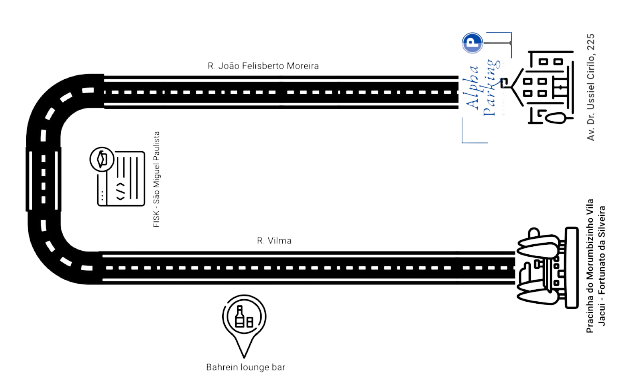 R. João Felisberto Moreira
P
Alpha
Parking
Av. Dr. Ussiel Cirilo, 225
FISK - São Miguel Paulista
R. Vilma
Pracinha do Morumbizinho Vila
Jacuí - Fortunato da Silveira
Bahrein lounge bar